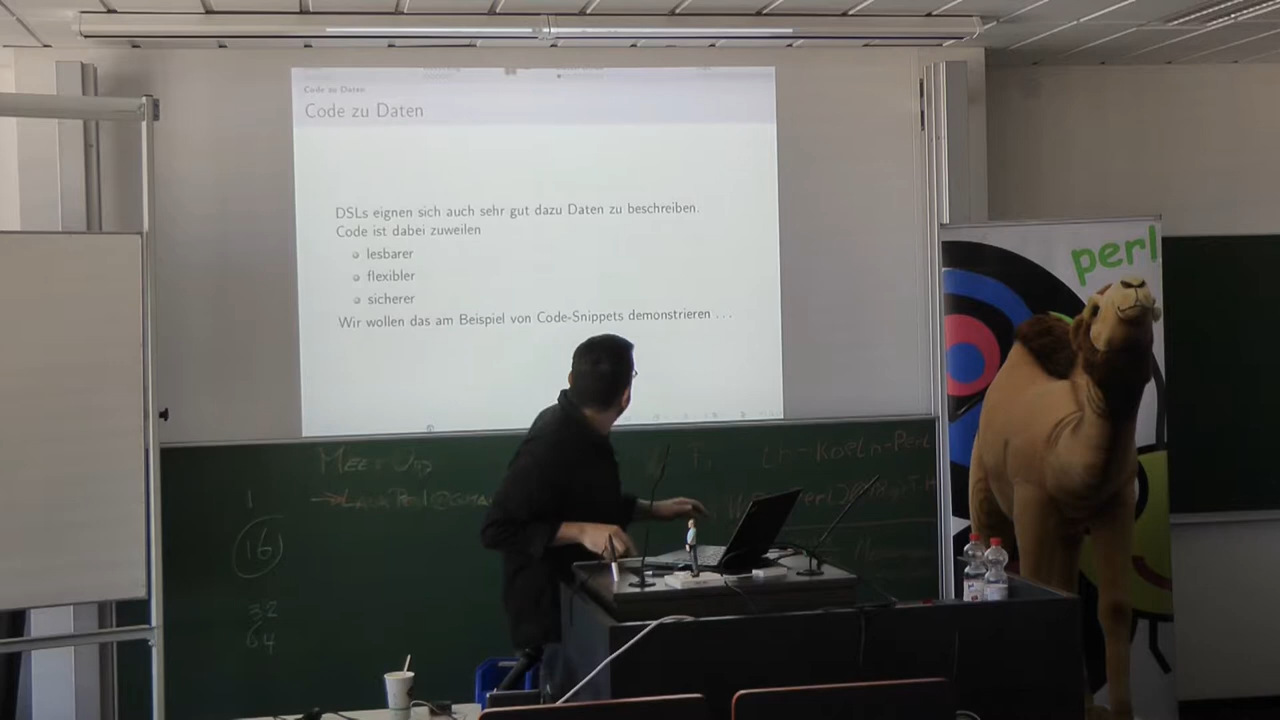 Code zu Daten
Code zu Daten
DSLs eignen sich auch sehr gut dazu Daten zu beschreiben.
Code ist dabei zuweilen
lesbarer
flexibler
sicherer
Wir wollen das am Beispiel von Code-Snippets demonstrieren ...
perl
1
16
32
64